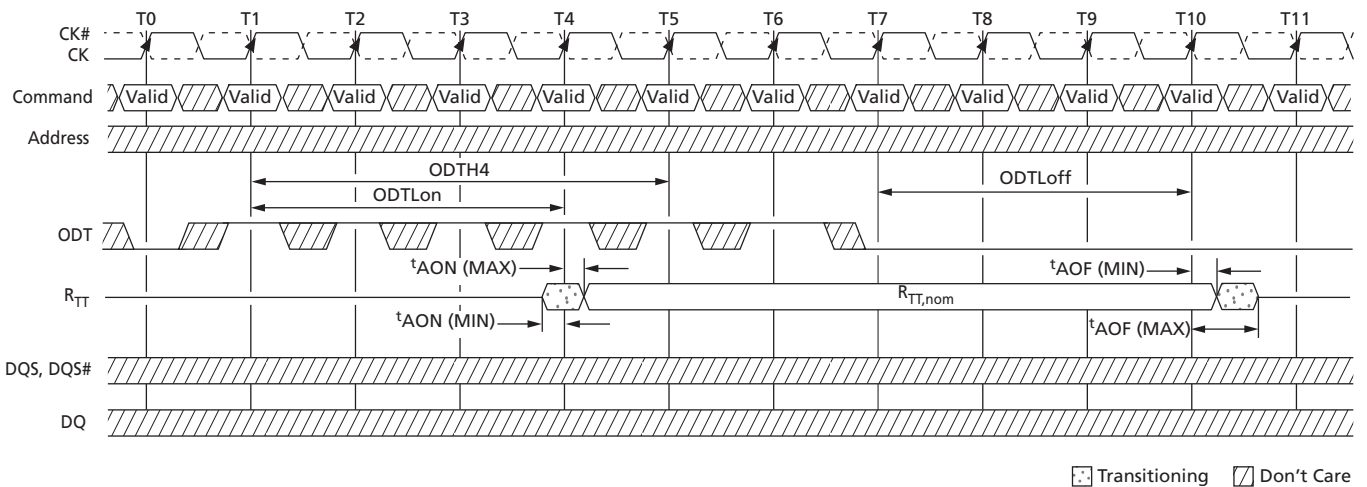 T0 T1 T2 T3 T4 T5 T6 T7 T8 T9 T10 T11
CK#
CK
Command Valid Valid Valid Valid Valid Valid Valid Valid Valid Valid Valid Valid
Address
ODTH4 ODTLoff
ODTLon
ODT
tAON (MAX) tAOF (MIN)
RTT RTT,nom
tAON (MIN) tAOF (MAX)
DQS, DQS#
DQ
Transitioning Don't Care